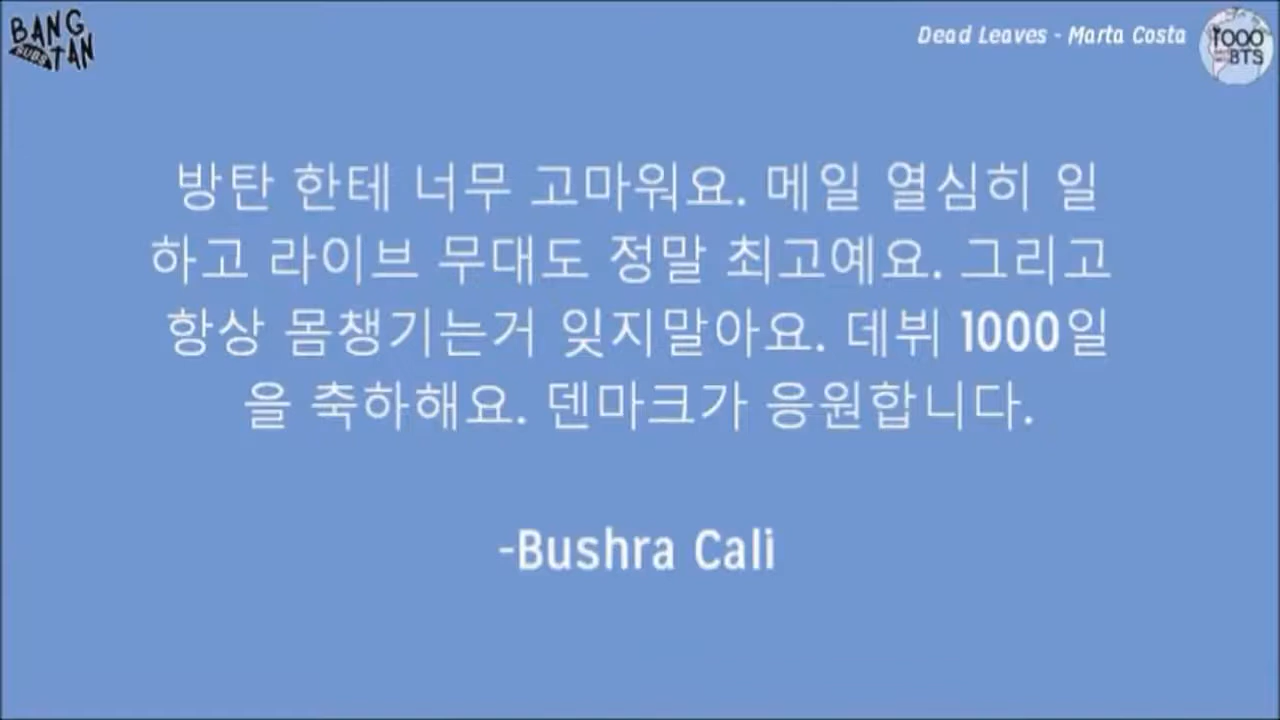 BANG
SUBS TAN
Dead Leaves - Marta Costa
1000
BTS
방탄 한테 너무 고마워요. 메일 열심히 일
하고 라이브 무대도 정말 최고예요. 그리고
항상 몸챙기는거 잊지말아요. 데뷔 1000일
을 축하해요. 덴마크가 응원합니다.
-Bushra Cali